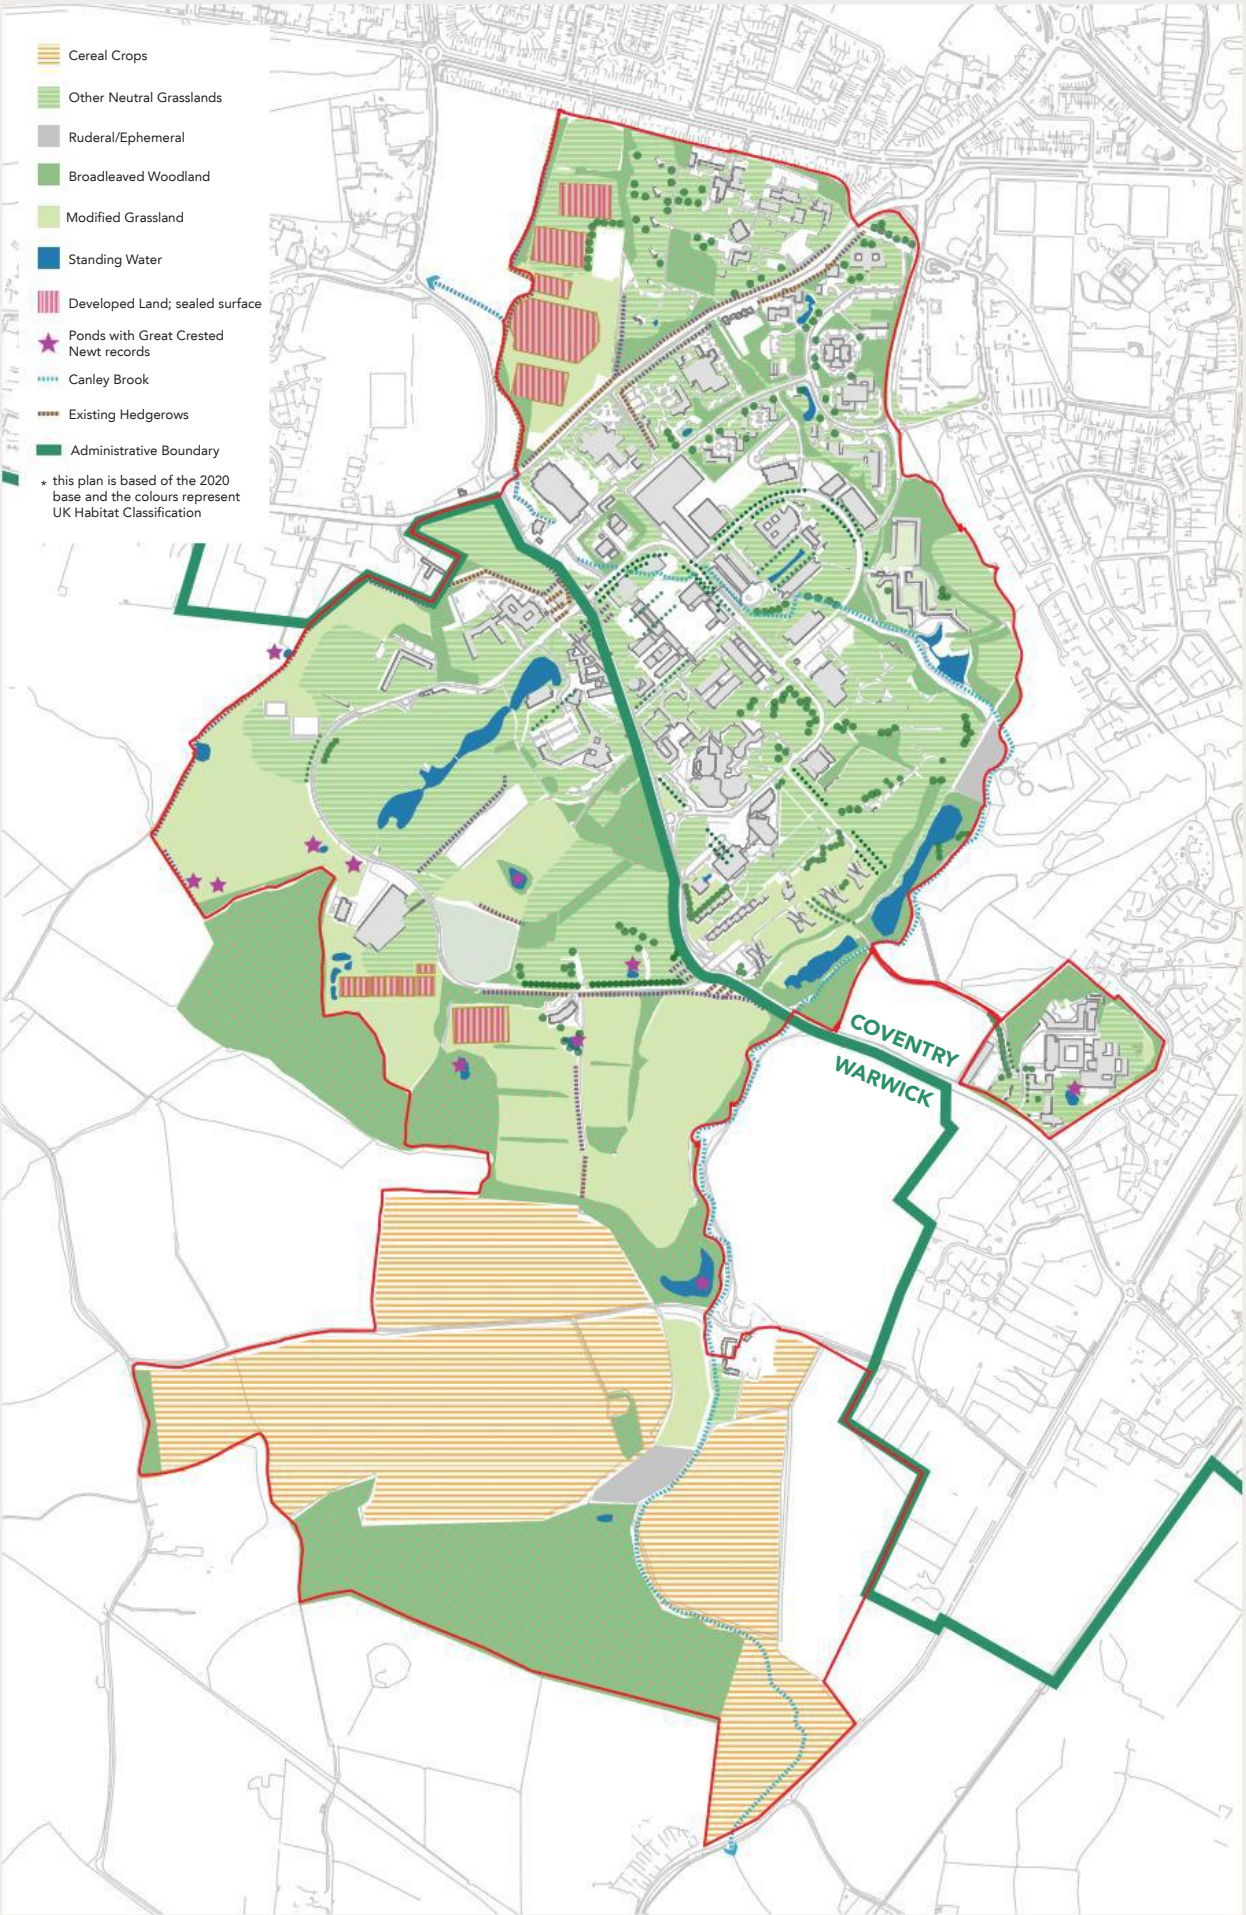 Cereal Crops
Other Neutral Grasslands
Ruderal/Ephemeral
Broadleaved Woodland
Modified Grassland
Standing Water
Developed Land; sealed surface
Ponds with Great Crested
Newt records
Canley Brook
Existing Hedgerows
Administrative Boundary
* this plan is based of the 2020
base and the colours represent
UK Habitat Classification
COVENTRY
WARWICK